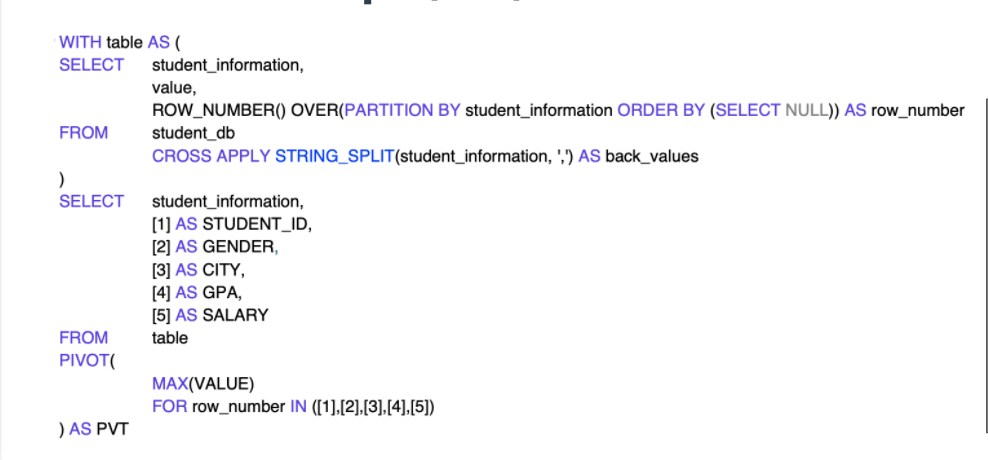 WITH table AS (
SELECT student_information,
value,
ROW_NUMBER() OVER(PARTITION BY student_information ORDER BY (SELECT NULL)) AS row_number
FROM student_db
CROSS APPLY STRING_SPLIT(student_information, ',') AS back_values
)
SELECT student_information,
[1] AS STUDENT_ID,
[2] AS GENDER,
[3] AS CITY,
[4] AS GPA,
[5] AS SALARY
FROM table
PIVOT(
MAX(VALUE)
FOR row_number IN ([1],[2],[3],[4],[5])
) AS PVT